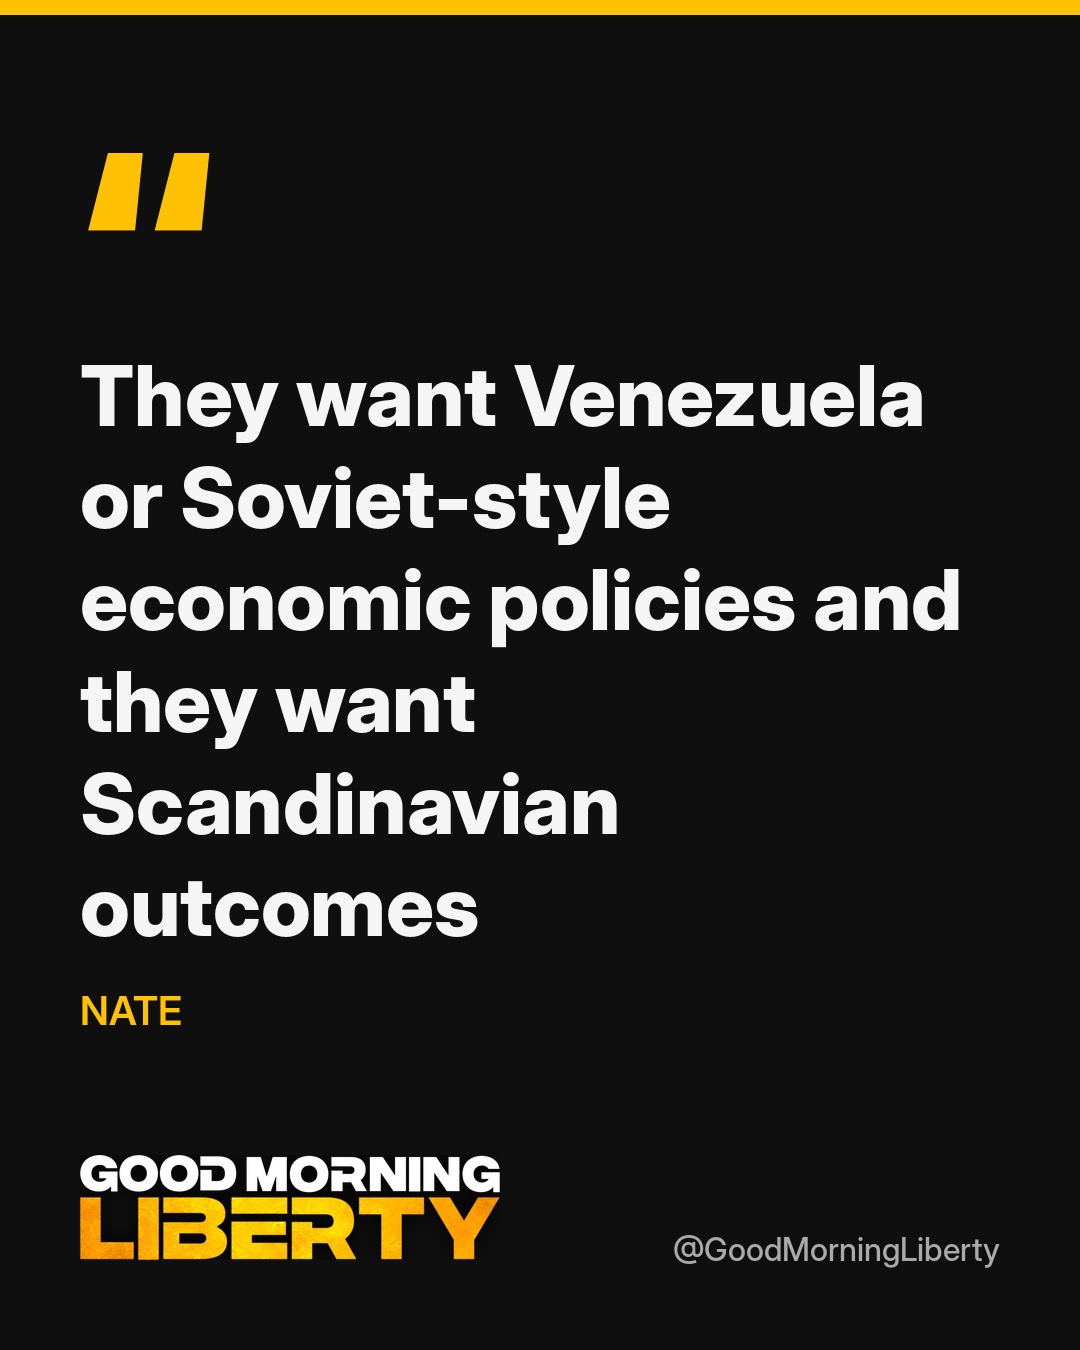 "
They want Venezuela
or Soviet-style
economic policies and
they want
Scandinavian
outcomes
NATE
GOOD MORNING
LIBERTY
@GoodMorningLiberty